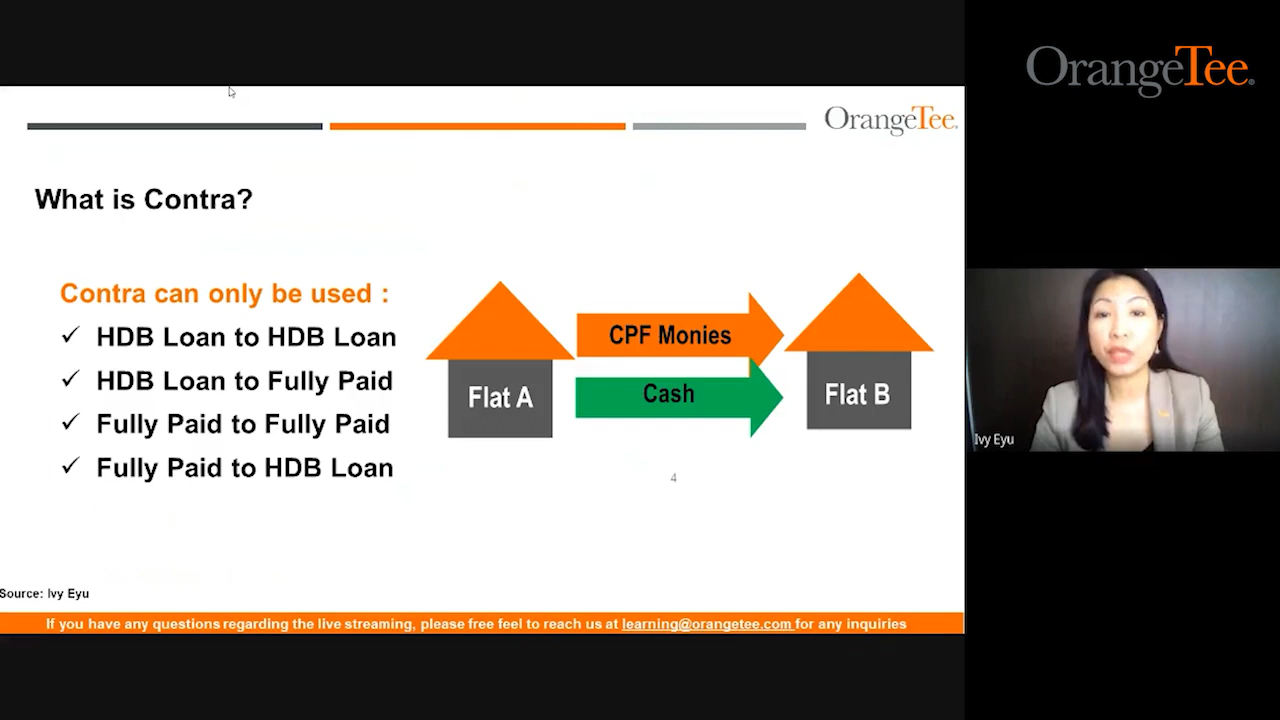 OrangeTee®
OrangeTee®
What is Contra?
Contra can only be used :
✓ HDB Loan to HDB Loan
✓ HDB Loan to Fully Paid
✓ Fully Paid to Fully Paid
✓ Fully Paid to HDB Loan
CPF Monies
Cash
Flat A
Flat B
4
Ivy Eyu
Source: Ivy Eyu
If you have any questions regarding the live streaming, please free feel to reach us at learning@orangetee.com for any inquiries